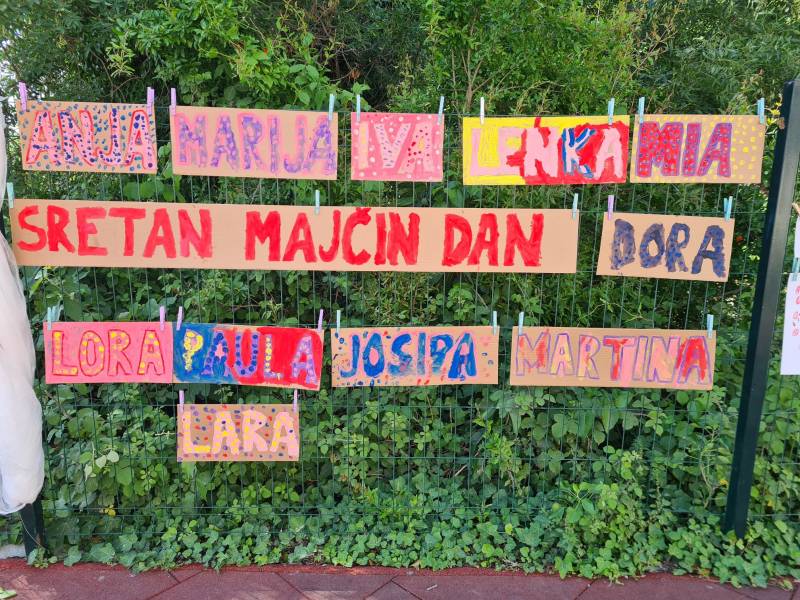 ANJA MARIJA IVA LENKA MIA
SRETAN MAJČIN DAN DORA
LORA PAULA JOSIPA MARTINA
LARA